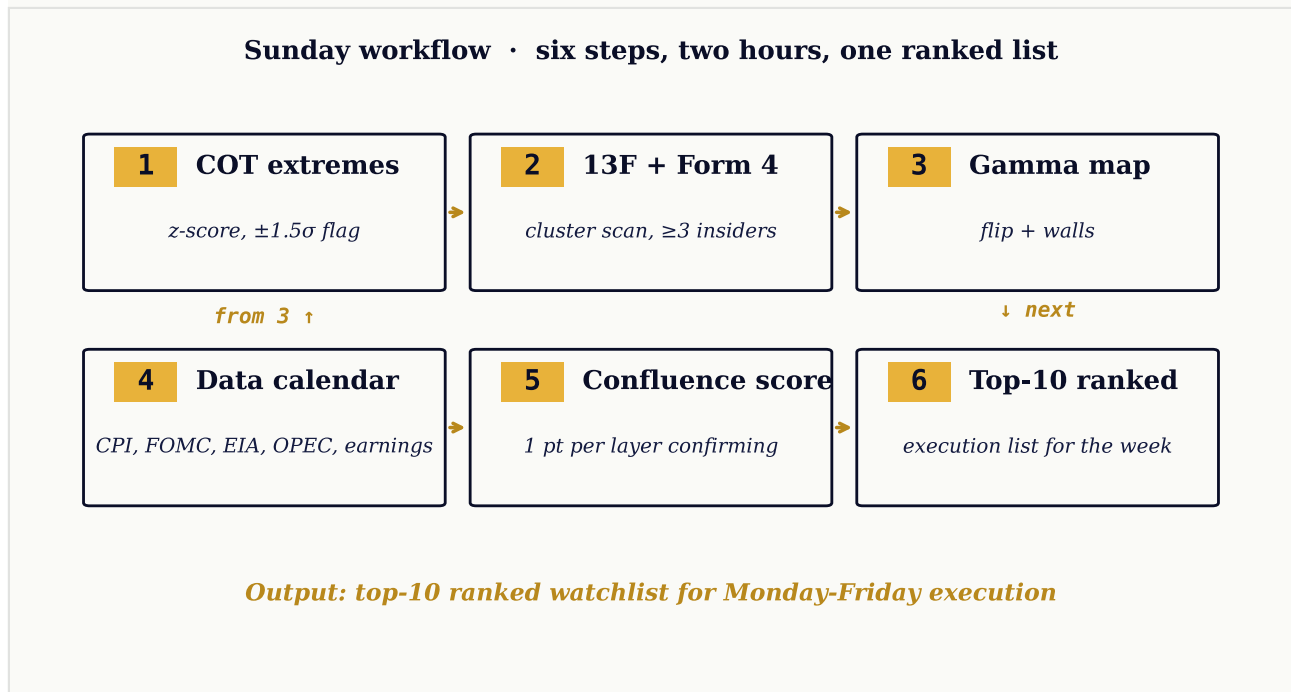 Sunday workflow · six steps, two hours, one ranked list
1 COT extremes
z-score, ±1.5σ flag
2 13F + Form 4
cluster scan, ≥3 insiders
3 Gamma map
flip + walls
from 3 ↑
↓ next
4 Data calendar
CPI, FOMC, EIA, OPEC, earnings
5 Confluence score
1 pt per layer confirming
6 Top-10 ranked
execution list for the week
Output: top-10 ranked watchlist for Monday-Friday execution